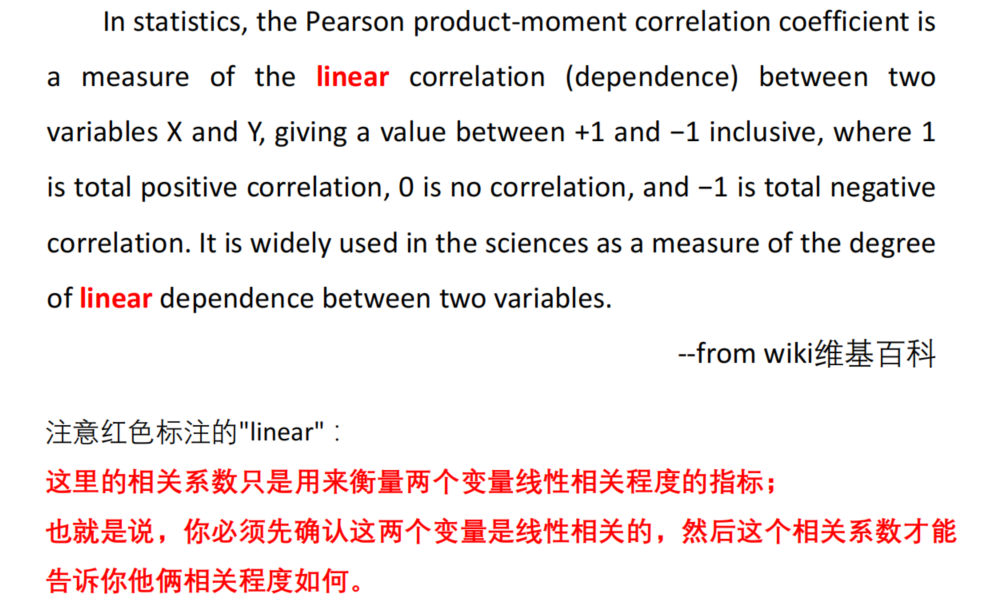 In statistics, the Pearson product-moment correlation coefficient is
a measure of the linear correlation (dependence) between two
variables X and Y, giving a value between +1 and −1 inclusive, where 1
is total positive correlation, 0 is no correlation, and −1 is total negative
correlation. It is widely used in the sciences as a measure of the degree
of linear dependence between two variables.
--from wiki维基百科
注意红色标注的"linear"：
这里的相关系数只是用来衡量两个变量线性相关程度的指标；
也就是说，你必须先确认这两个变量是线性相关的，然后这个相关系数才能
告诉你他俩相关程度如何。